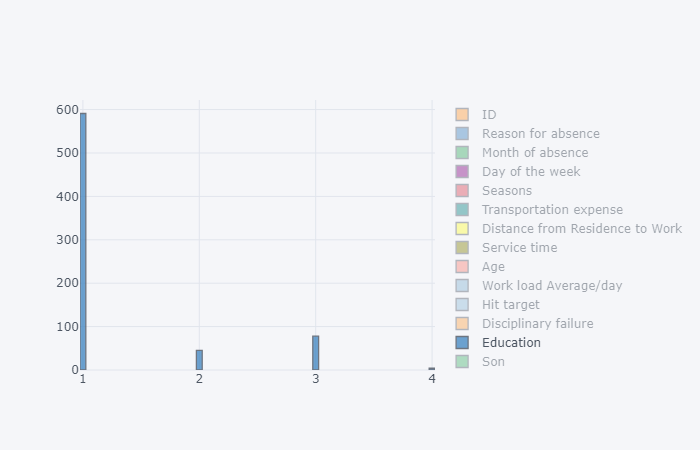 600
500
400
300
200
100
0
1 2 3 4
ID
Reason for absence
Month of absence
Day of the week
Seasons
Transportation expense
Distance from Residence to Work
Service time
Age
Work load Average/day
Hit target
Disciplinary failure
Education
Son